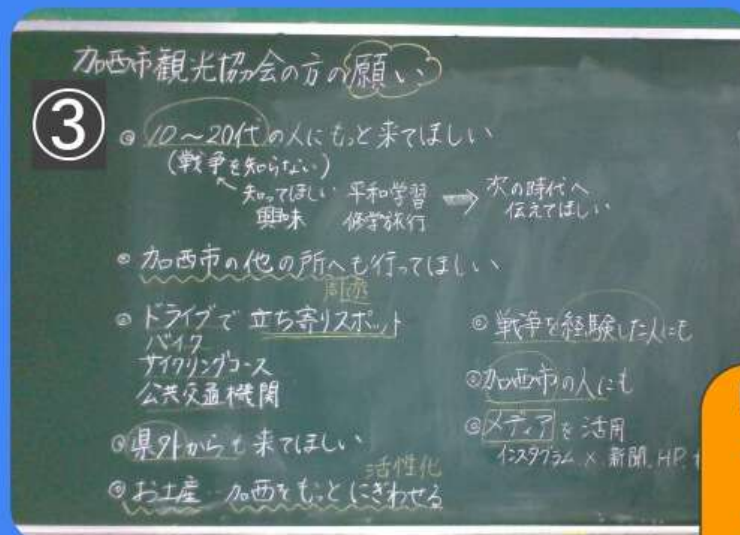 加西市観光協会の方の願い
③
◎ 10〜20代の人にもっと来てほしい
(戦争を知らない)
知ってほしい 平和学習 ⇒ 次の時代へ
興味 修学旅行 伝えてほしい
◎ 加西市の他の所へも行ってほしい
周遊
◎ ドライブで 立ち寄りスポット
バイク
サイクリングコース
公共交通機関
◎ 県外からも来てほしい
活性化
◎ お土産 加西をもっとにぎわせる
◎ 戦争を経験した人にも
◎ 加西市の人にも
◎ メディアを活用
インスタグラム × 新聞、HP、